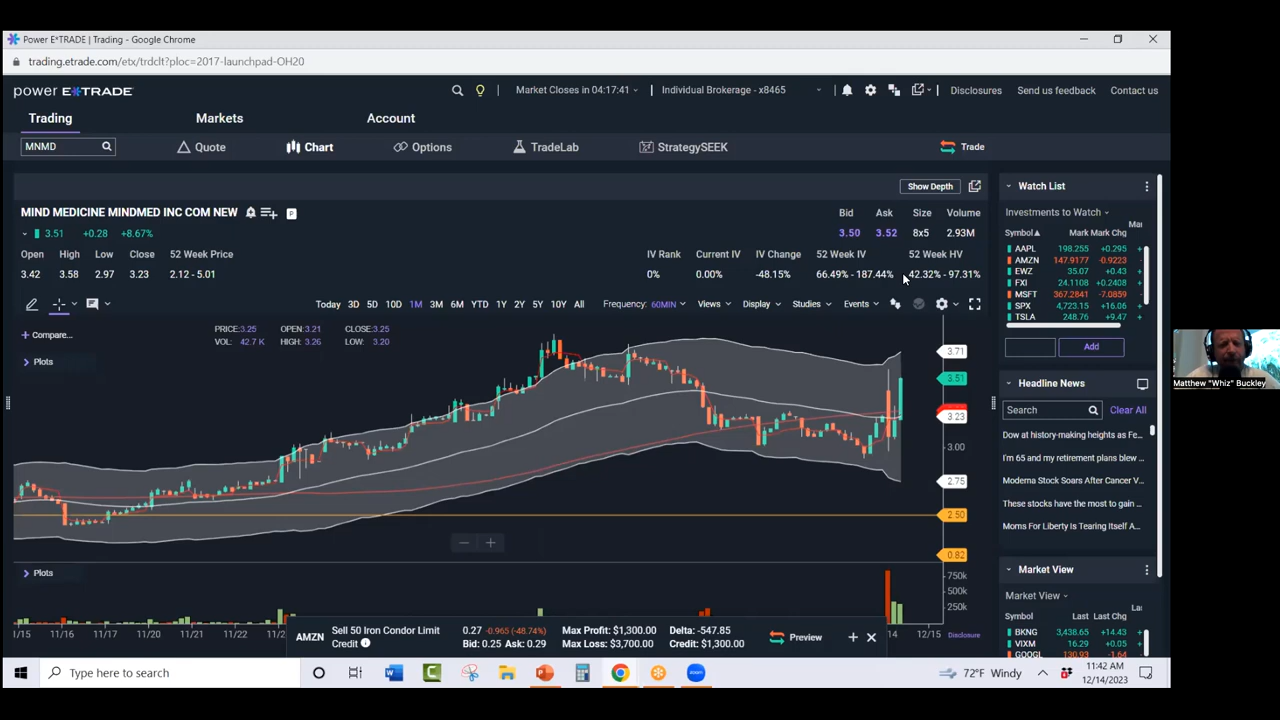 Power E*TRADE | Trading - Google Chrome
trading.etrade.com/etx/trdclt?ploc=2017-launchpad-OH20
power E*TRADE
Market Closes in 04:17:41
Individual Brokerage - x8465
Disclosures
Send us feedback
Contact us
Trading Markets Account
MNMD
Quote Chart Options TradeLab StrategySEEK Trade
Show Depth
MIND MEDICINE MINDMED INC COM NEW
P
3.51 +0.28 +8.67%
Bid Ask Size Volume
3.50 3.52 8x5 2.93M
Open High Low Close 52 Week Price
3.42 3.58 2.97 3.23 2.12 - 5.01
IV Rank Current IV IV Change 52 Week IV 52 Week HV
0% 0.00% -48.15% 66.49% - 187.44% 42.32% - 97.31%
Today 3D 5D 10D 1M 3M 6M YTD 1Y 2Y 5Y 10Y All Frequency: 60MIN Views Display Studies Events
+ Compare...
PRICE:3.25 OPEN:3.21 CLOSE:3.25
VOL: 42.7 K HIGH: 3.26 LOW: 3.20
Plots
3.71
3.51
3.23
3.00
2.75
2.50
0.82
Plots
750k
500k
250k
1/15 11/16 11/17 11/20 11/21 11/22 14 12/15
Disclosure
AMZN
Sell 50 Iron Condor Limit
Credit
0.27 -0.965 (-48.74%)
Bid: 0.25 Ask: 0.29
Max Profit: $1,300.00
Max Loss: $3,700.00
Delta: -547.85
Credit: $1,300.00
Preview
Watch List
Investments to Watch
Symbol Mark Mark Chg Mar
AAPL 198.255 +0.295
AMZN 147.9177 -0.9223
EWZ 35.07 +0.43
FXI 24.1108 +0.2408
MSFT 367.2841 -7.0859
SPX 4,723.15 +16.06
TSLA 248.76 +9.47
Add
Headline News
Search Clear All
Dow at history-making heights as Fe...
I'm 65 and my retirement plans blew ...
Moderna Stock Soars After Cancer V...
These stocks have the most to gain ...
Moms For Liberty Is Tearing Itself A...
Market View
Market View
Symbol Last Last Chg
BKNG 3,438.65 +14.43
VIXM 16.29 +0.05
GOOGL 130.93 -1.64
Matthew "Whiz" Buckley
Type here to search
72°F Windy
11:42 AM
12/14/2023